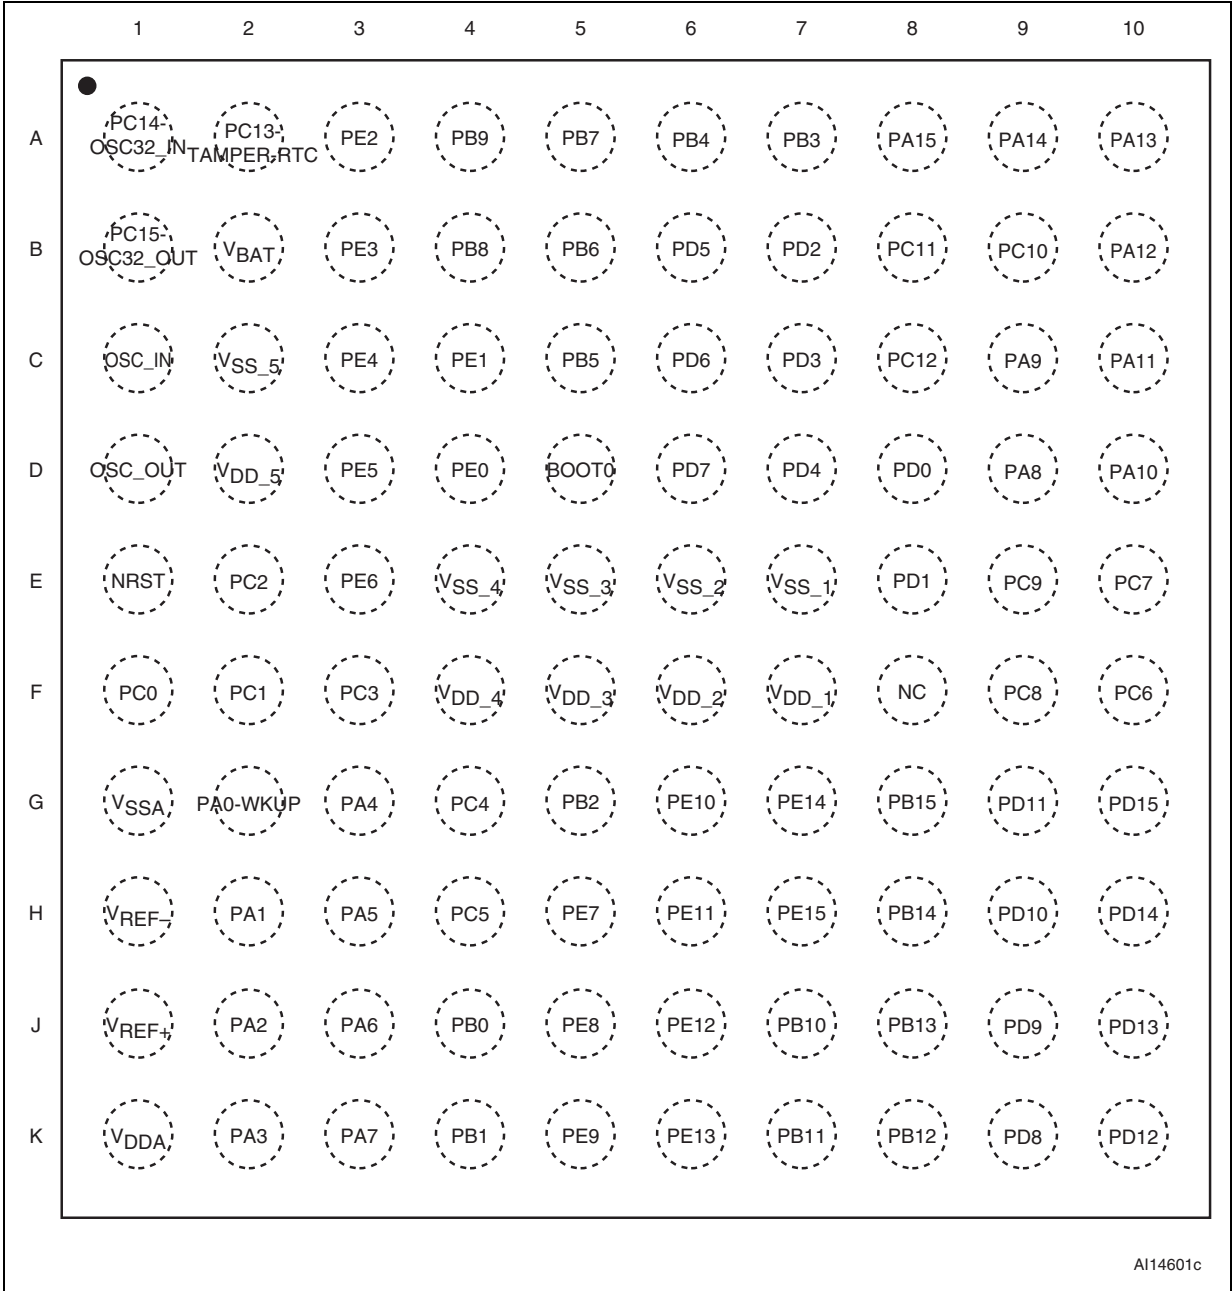 1 2 3 4 5 6 7 8 9 10
A PC14-OSC32_IN PC13-TAMPER-RTC PE2 PB9 PB7 PB4 PB3 PA15 PA14 PA13
B PC15-OSC32_OUT VBAT PE3 PB8 PB6 PD5 PD2 PC11 PC10 PA12
C OSC_IN VSS_5 PE4 PE1 PB5 PD6 PD3 PC12 PA9 PA11
D OSC_OUT VDD_5 PE5 PE0 BOOT0 PD7 PD4 PD0 PA8 PA10
E NRST PC2 PE6 VSS_4 VSS_3 VSS_2 VSS_1 PD1 PC9 PC7
F PC0 PC1 PC3 VDD_4 VDD_3 VDD_2 VDD_1 NC PC8 PC6
G VSSA PA0-WKUP PA4 PC4 PB2 PE10 PE14 PB15 PD11 PD15
H VREF– PA1 PA5 PC5 PE7 PE11 PE15 PB14 PD10 PD14
J VREF+ PA2 PA6 PB0 PE8 PE12 PB10 PB13 PD9 PD13
K VDDA PA3 PA7 PB1 PE9 PE13 PB11 PB12 PD8 PD12
AI14601c